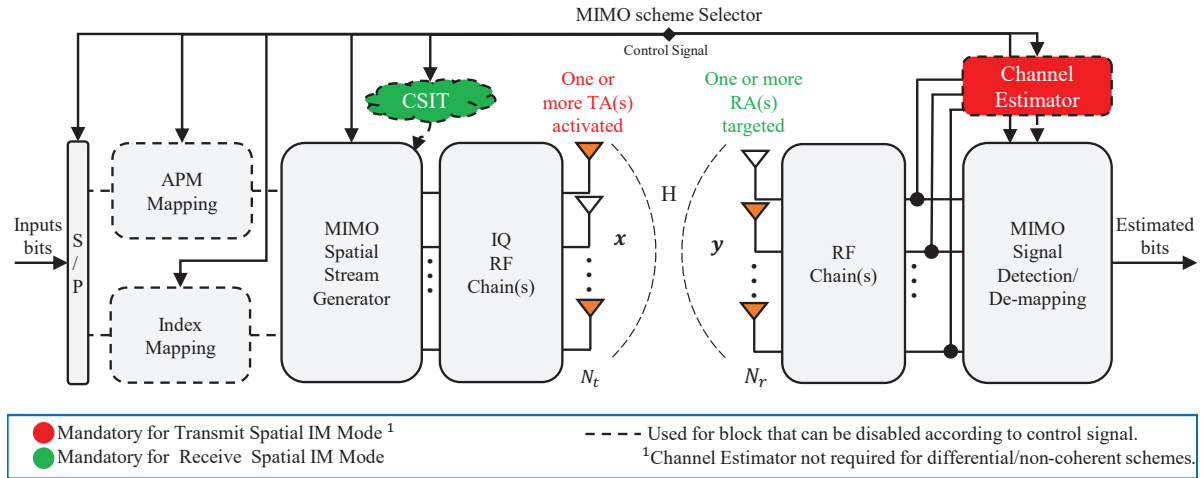 MIMO scheme Selector
Control Signal
CSIT
One or
more TA(s)
activated
One or more
RA(s)
targeted
Channel
Estimator
Inputs
bits
S
/
P
APM
Mapping
Index
Mapping
MIMO
Spatial
Stream
Generator
IQ
RF
Chain(s)
x
H
y
N_t
N_r
RF
Chain(s)
MIMO
Signal
Detection/
De-mapping
Estimated
bits
Mandatory for Transmit Spatial IM Mode ¹
Mandatory for Receive Spatial IM Mode
Used for block that can be disabled according to control signal.
¹Channel Estimator not required for differential/non-coherent schemes.